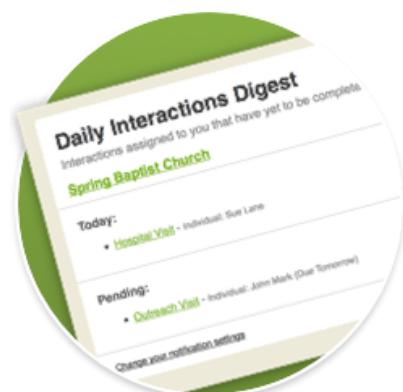 Daily Interactions Digest
Interactions assigned to you that have yet to be complete
Spring Baptist Church
Today:
• Hospital Visit - Individual: Sue Lane
Pending:
• Outreach Visit - Individual: John Mark (Due Tomorrow)
Change your notification settings